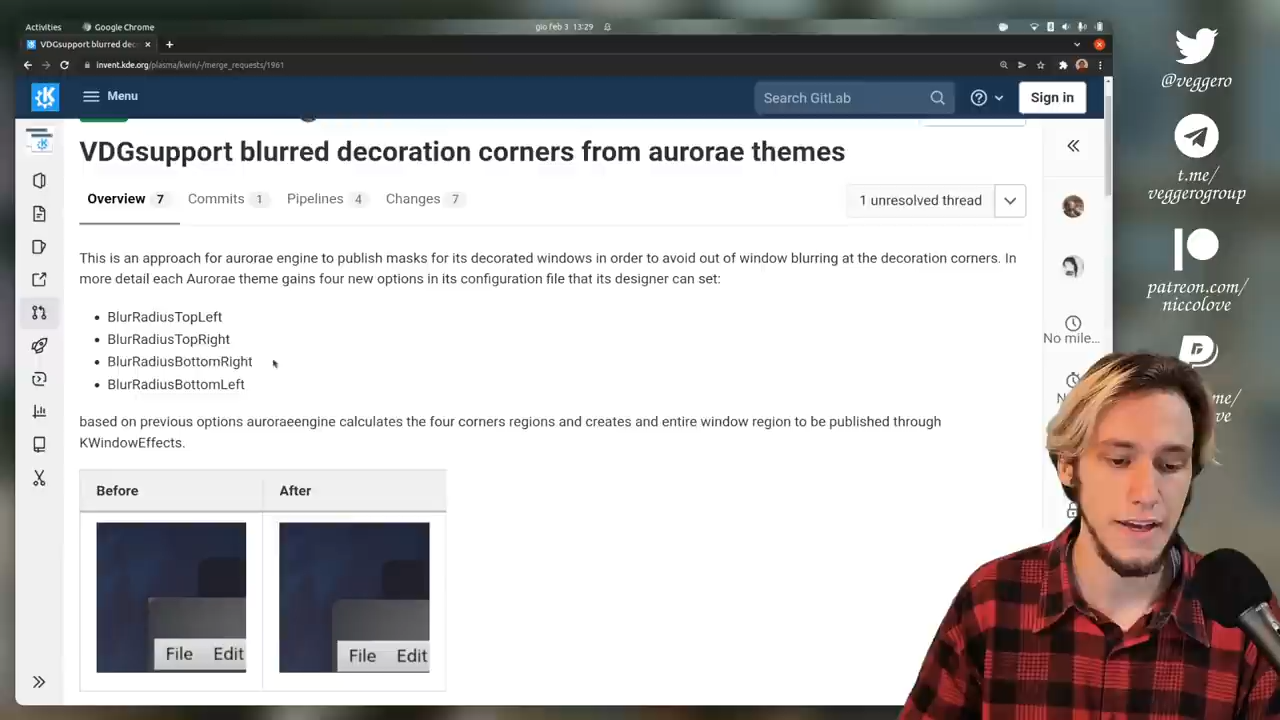 Activities
Google Chrome
gio feb 3 13:29
VDGsupport blurred dec
invent.kde.org/plasma/kwin/-/merge_requests/1961
Menu
Search GitLab
Sign in
VDGsupport blurred decoration corners from aurorae themes
Overview 7
Commits 1
Pipelines 4
Changes 7
1 unresolved thread
This is an approach for aurorae engine to publish masks for its decorated windows in order to avoid out of window blurring at the decoration corners. In
more detail each Aurorae theme gains four new options in its configuration file that its designer can set:
• BlurRadiusTopLeft
• BlurRadiusTopRight
• BlurRadiusBottomRight
• BlurRadiusBottomLeft
based on previous options auroraeengine calculates the four corners regions and creates and entire window region to be published through
KWindowEffects.
Before
After
File Edit
File Edit
No mile...
@veggero
t.me/
veggerogroup
patreon.com/
niccolove